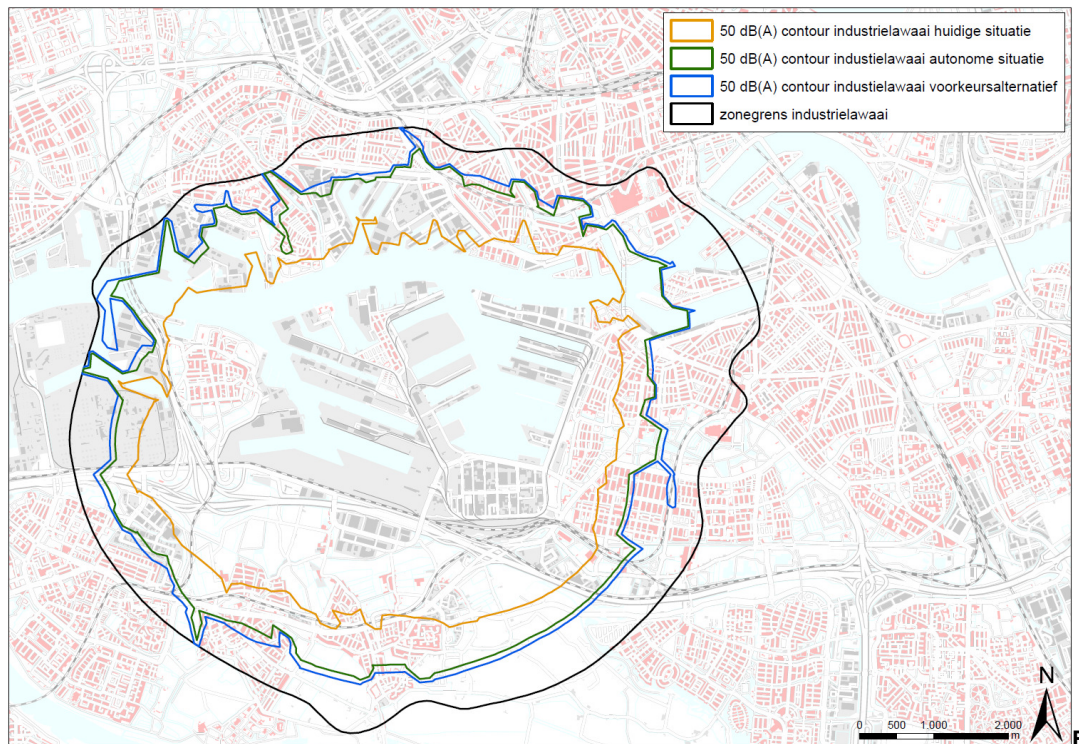 50 dB(A) contour industrielawaai huidige situatie
50 dB(A) contour industielawaai autonome situatie
50 dB(A) contour industielawaai voorkeursalternatief
zonegrens industrielawaai
N
0 500 1.000 2.000
m